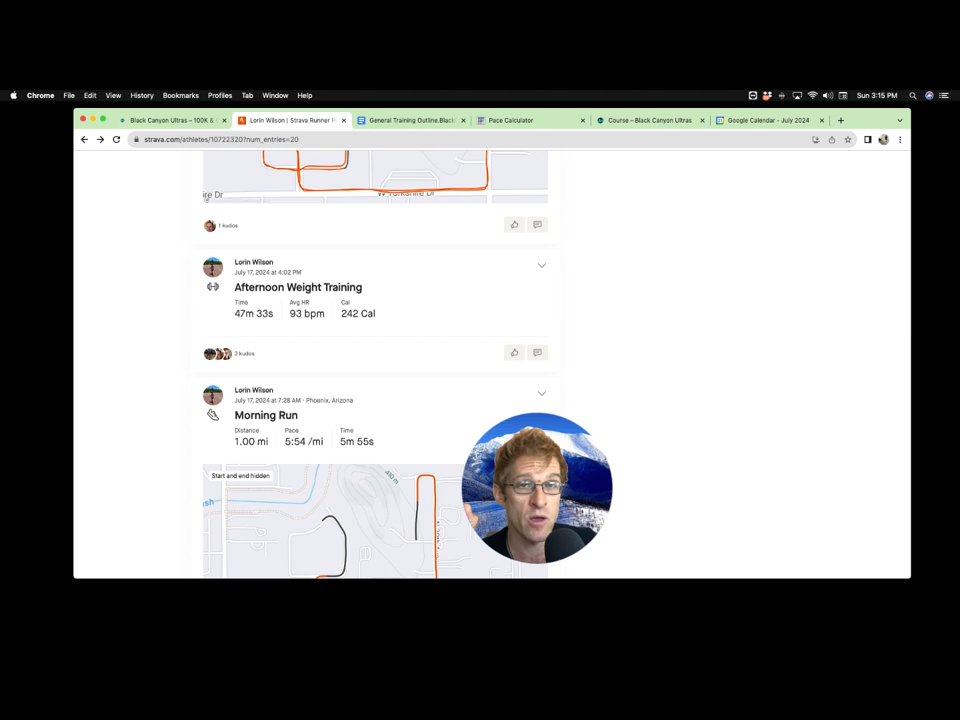 Chrome File Edit View History Bookmarks Profiles Tab Window Help Sun 3:15 PM
Black Canyon Ultras – 100K & Lorin Wilson | Strava Runner P General Training Outline.Black Pace Calculator Course – Black Canyon Ultras Google Calendar - July 2024
strava.com/athletes/10722320?num_entries=20
ire Dr W Yorkshire Dr
1 kudos
Lorin Wilson
July 17, 2024 at 4:02 PM
Afternoon Weight Training
Time Avg HR Cal
47m 33s 93 bpm 242 Cal
3 kudos
Lorin Wilson
July 17, 2024 at 7:28 AM · Phoenix, Arizona
Morning Run
Distance Pace Time
1.00 mi 5:54 /mi 5m 55s
Start and end hidden